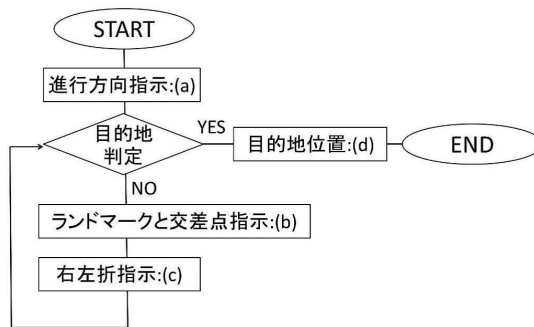 START
進行方向指示:(a)
目的地
判定
YES
目的地位置:(d)
END
NO
ランドマークと交差点指示:(b)
右左折指示:(c)